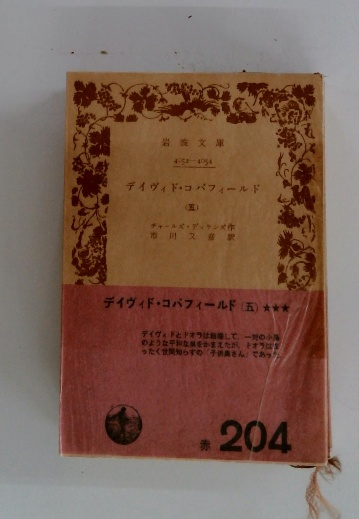 岩波文庫
4052—4054
デイヴィド・コパフィールド
(五)
チャールズ・ディケンズ作
市川又彦訳
デイヴィド・コパフィールド (五) ★★★
デイヴィドとドオラは結婚して、一対の小鳥
のような平和な巣をかまえたが、ドオラは
ったく世間知らずの「子供妻さん」であった
赤 204